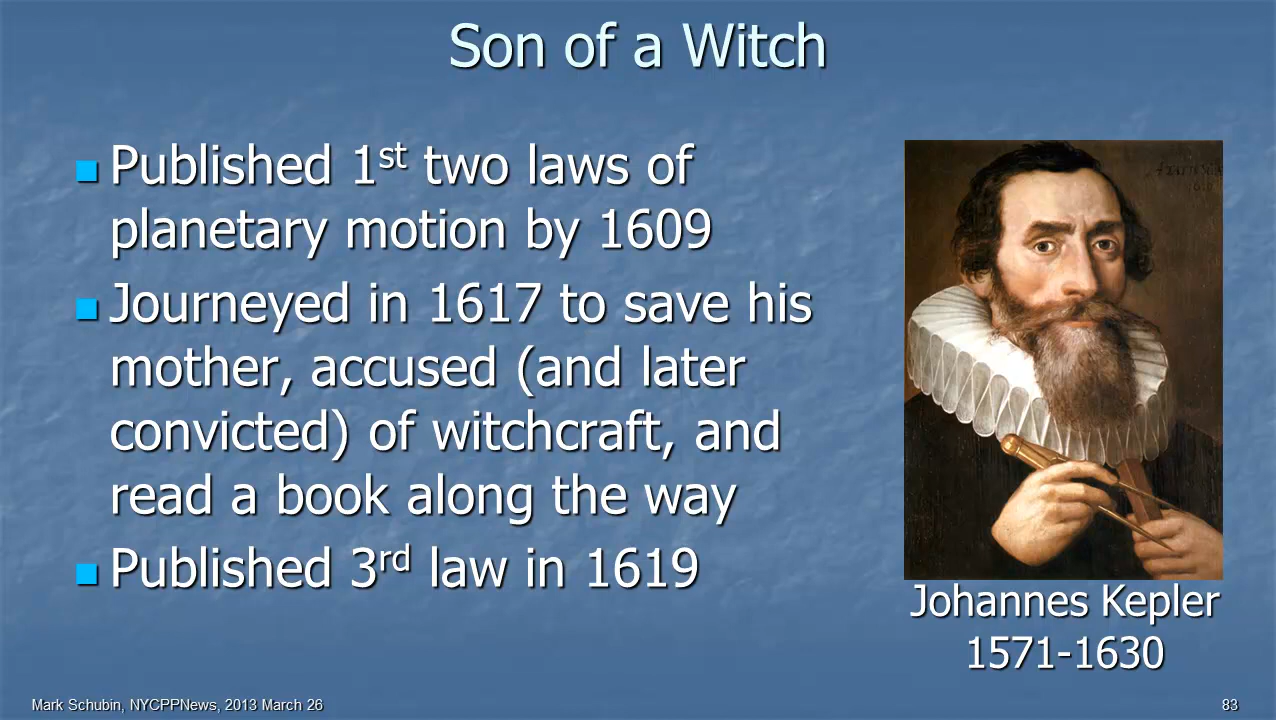 Son of a Witch
Published 1st two laws of
planetary motion by 1609
Journeyed in 1617 to save his
mother, accused (and later
convicted) of witchcraft, and
read a book along the way
Published 3rd law in 1619
Johannes Kepler
1571-1630
Mark Schubin, NYCPPNews, 2013 March 26
83